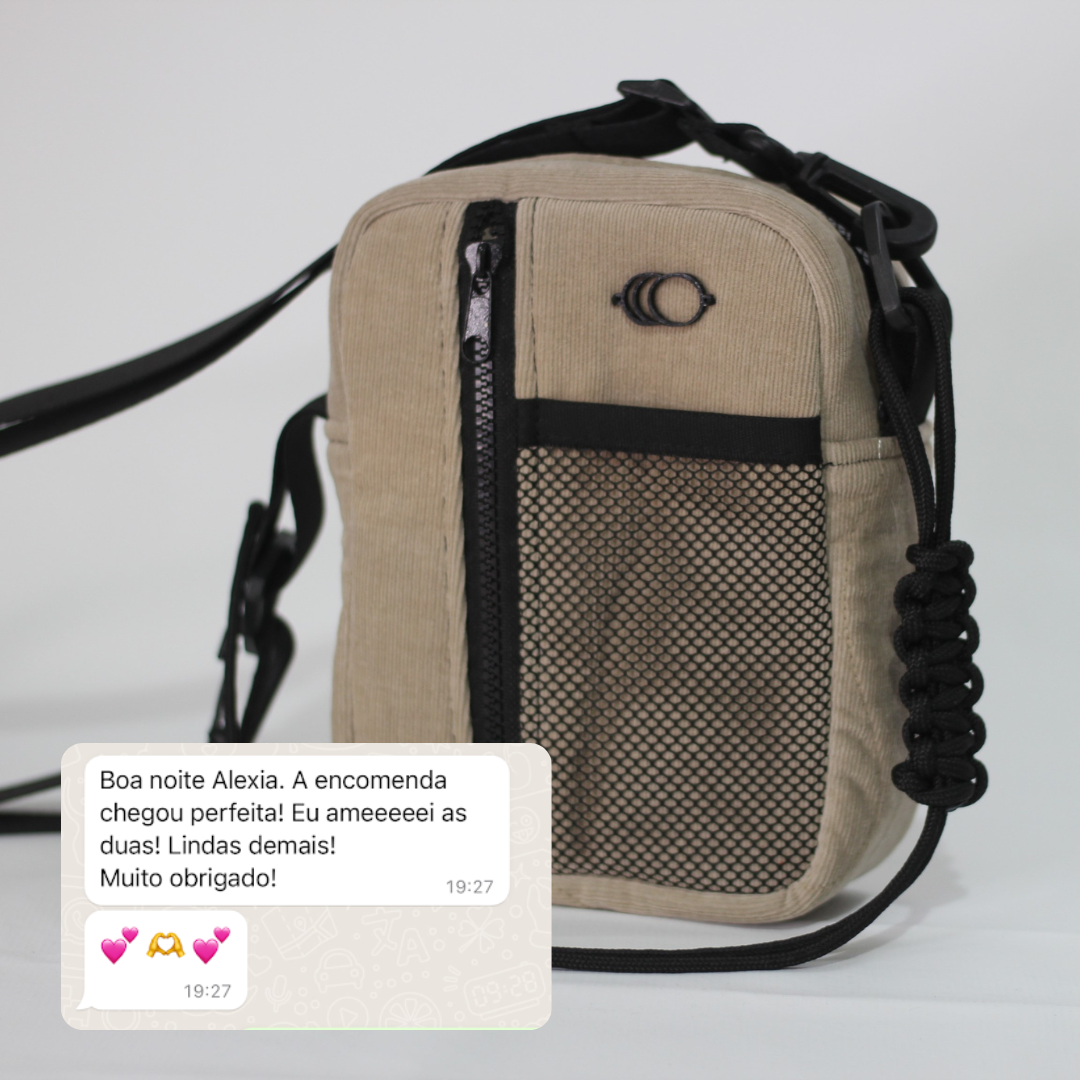 Boa noite Alexia. A encomenda
chegou perfeita! Eu ameeeeei as
duas! Lindas demais!
Muito obrigado!
19:27
💕 🫶 💕
19:27